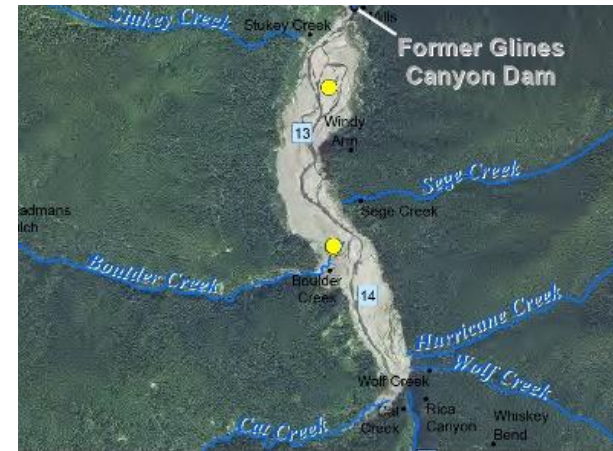 Stukey Creek
Stukey Creek
Mills
Former Glines
Canyon Dam
13
Windy
Arm
Sege Creek
Sege Creek
admans
lch
Boulder Creek
Boulder
Creek
14
Hurricane Creek
Wolf Creek
Wolf Creek
Cat Creek
Cat
Creek
Rica
Canyon
Whiskey
Bend